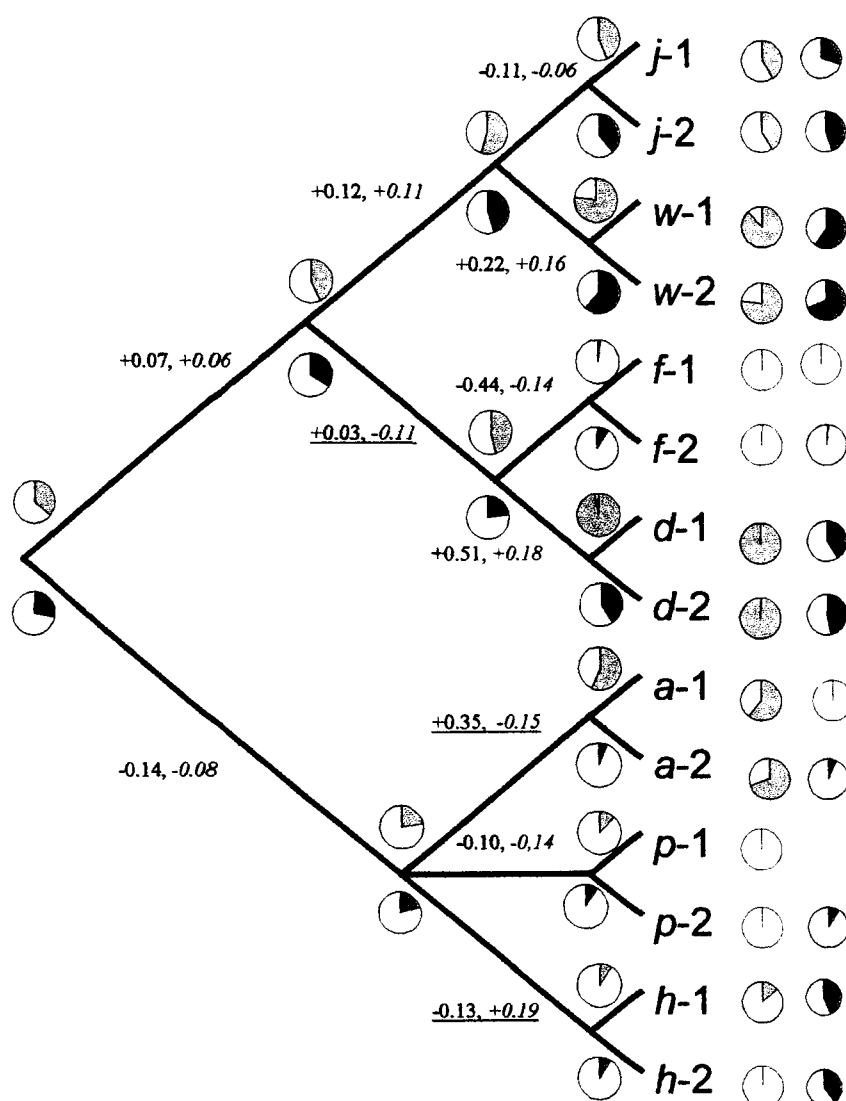 j-1
-0.11, -0.06
j-2
+0.12, +0.11
w-1
+0.22, +0.16
w-2
+0.07, +0.06
f-1
-0.44, -0.14
+0.03, -0.11
f-2
d-1
+0.51, +0.18
d-2
a-1
+0.35, -0.15
a-2
-0.14, -0.08
-0.10, -0,14
p-1
p-2
h-1
-0.13, +0.19
h-2